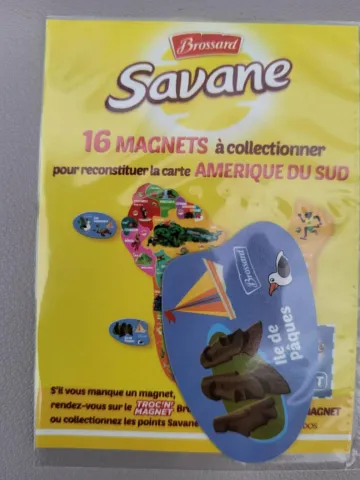 Brossard
Savane
16 MAGNETS à collectionner
pour reconstituer la carte AMERIQUE DU SUD
Brossard
Ile de
pâques
S'il vous manque un magnet,
rendez-vous sur le TROC'N' MAGNET Br
MAGNET
ou collectionnez les points Savane